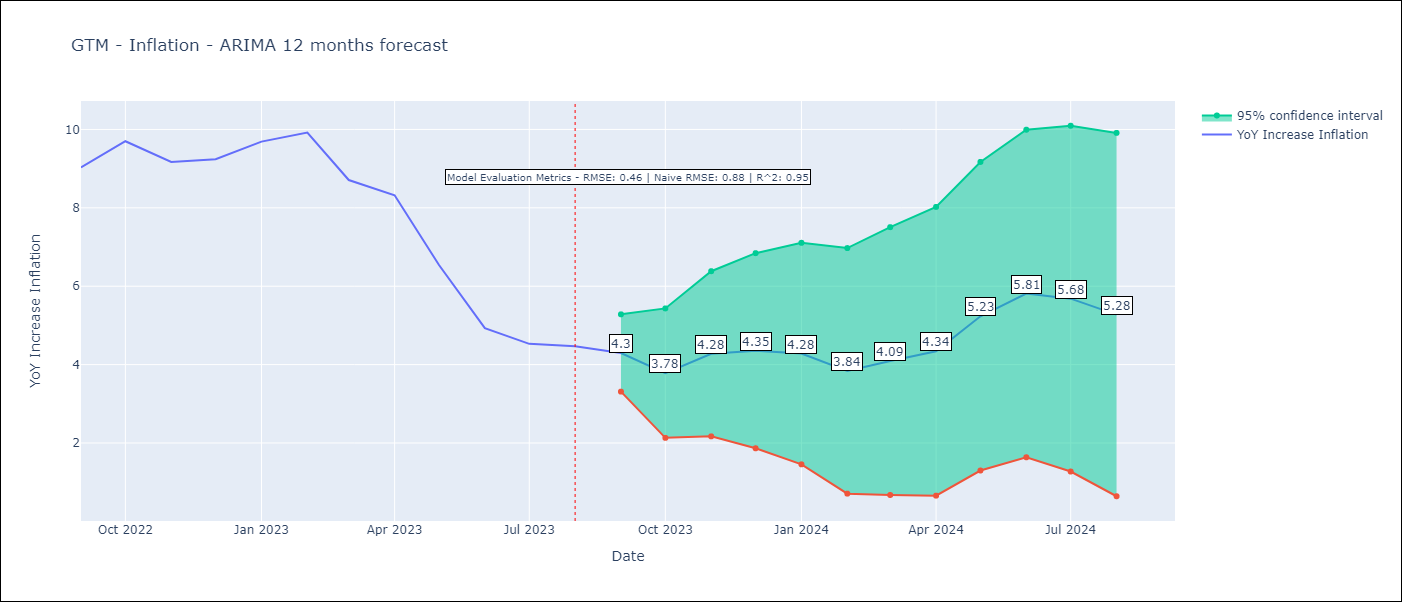 GTM - Inflation - ARIMA 12 months forecast
95% confidence interval
YoY Increase Inflation
Model Evaluation Metrics - RMSE: 0.46 | Naive RMSE: 0.88 | R^2: 0.95
YoY Increase Inflation
10
8
6
4
2
4.3
3.78
4.28
4.35
4.28
3.84
4.09
4.34
5.23
5.81
5.68
5.28
Oct 2022
Jan 2023
Apr 2023
Jul 2023
Oct 2023
Jan 2024
Apr 2024
Jul 2024
Date